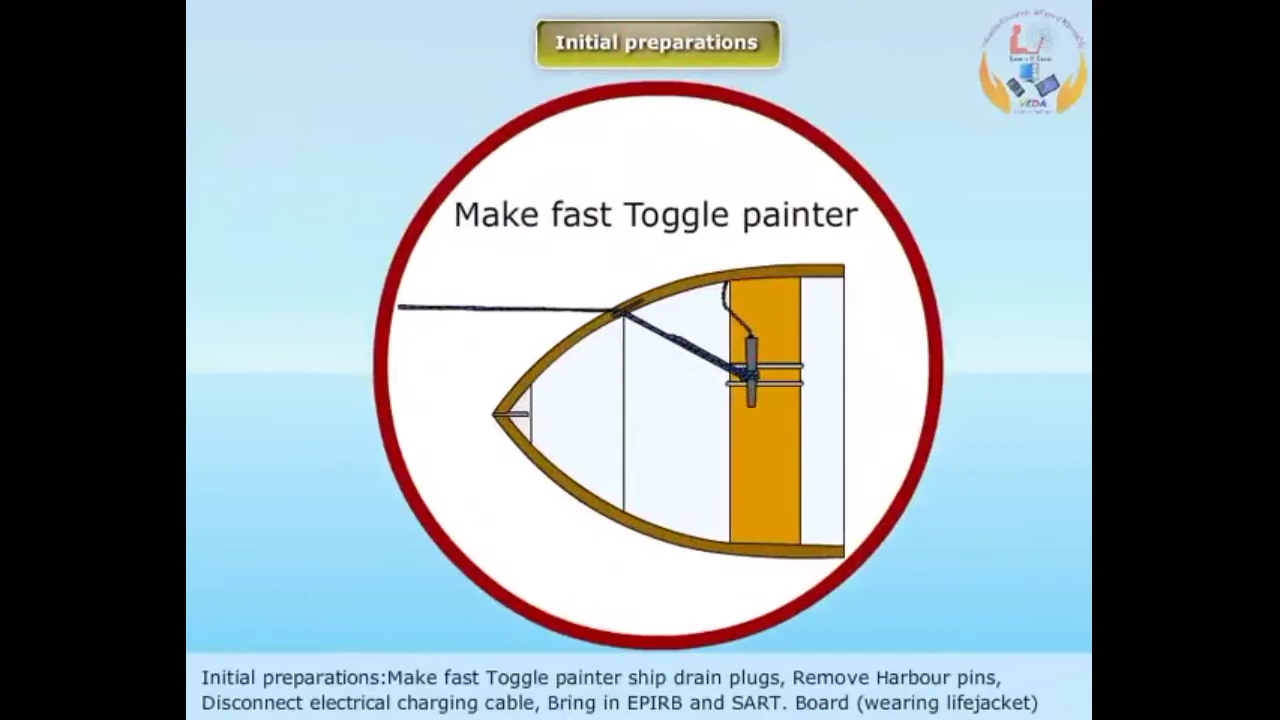 Initial preparations
VEDA
Make fast Toggle painter
Initial preparations:Make fast Toggle painter ship drain plugs, Remove Harbour pins,
Disconnect electrical charging cable, Bring in EPIRB and SART. Board (wearing lifejacket)